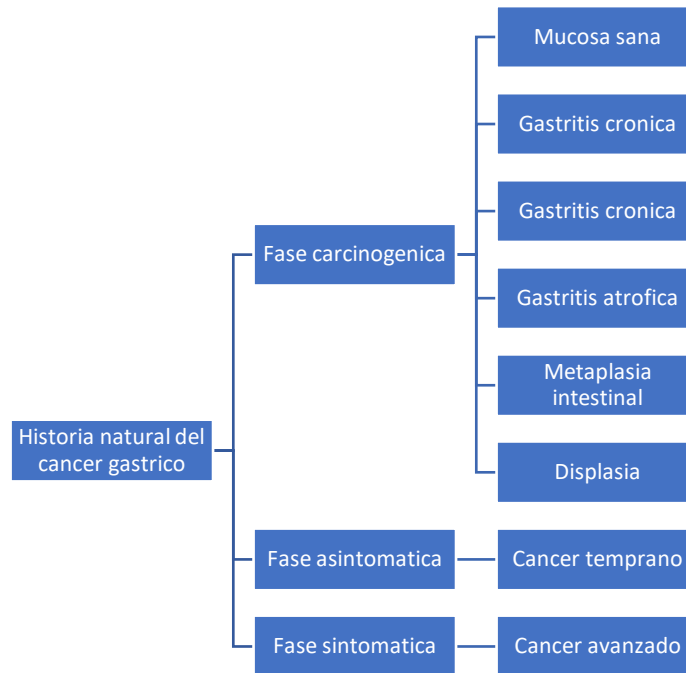 Historia natural del
cancer gastrico
Fase carcinogenica
Mucosa sana
Gastritis cronica
Gastritis cronica
Gastritis atrofica
Metaplasia
intestinal
Displasia
Fase asintomatica
Cancer temprano
Fase sintomatica
Cancer avanzado